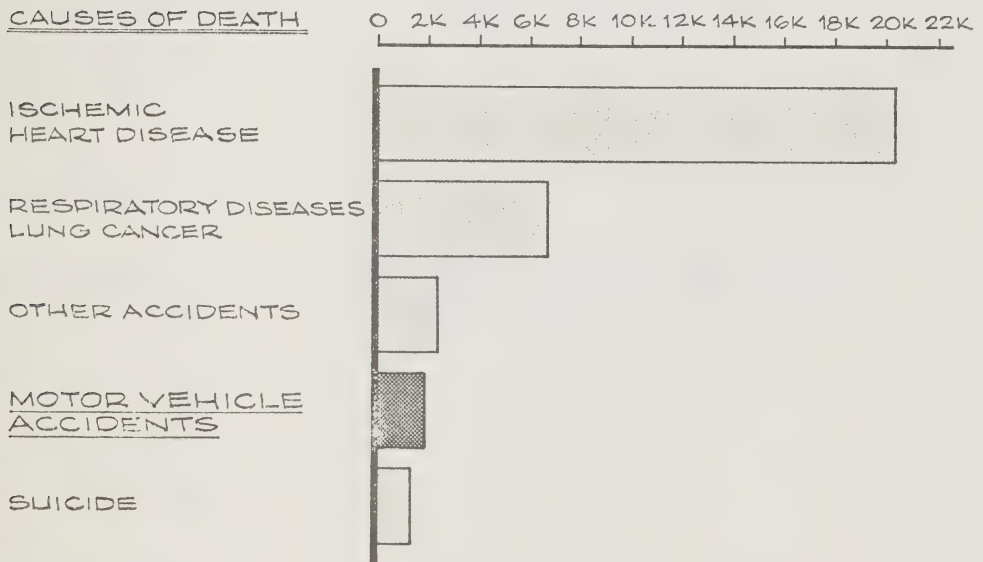 CAUSES OF DEATH 0 2K 4K 6K 8K 10K 12K 14K 16K 18K 20K 22K
ISCHEMIC
HEART DISEASE
RESPIRATORY DISEASES
LUNG CANCER
OTHER ACCIDENTS
MOTOR VEHICLE
ACCIDENTS
SUICIDE